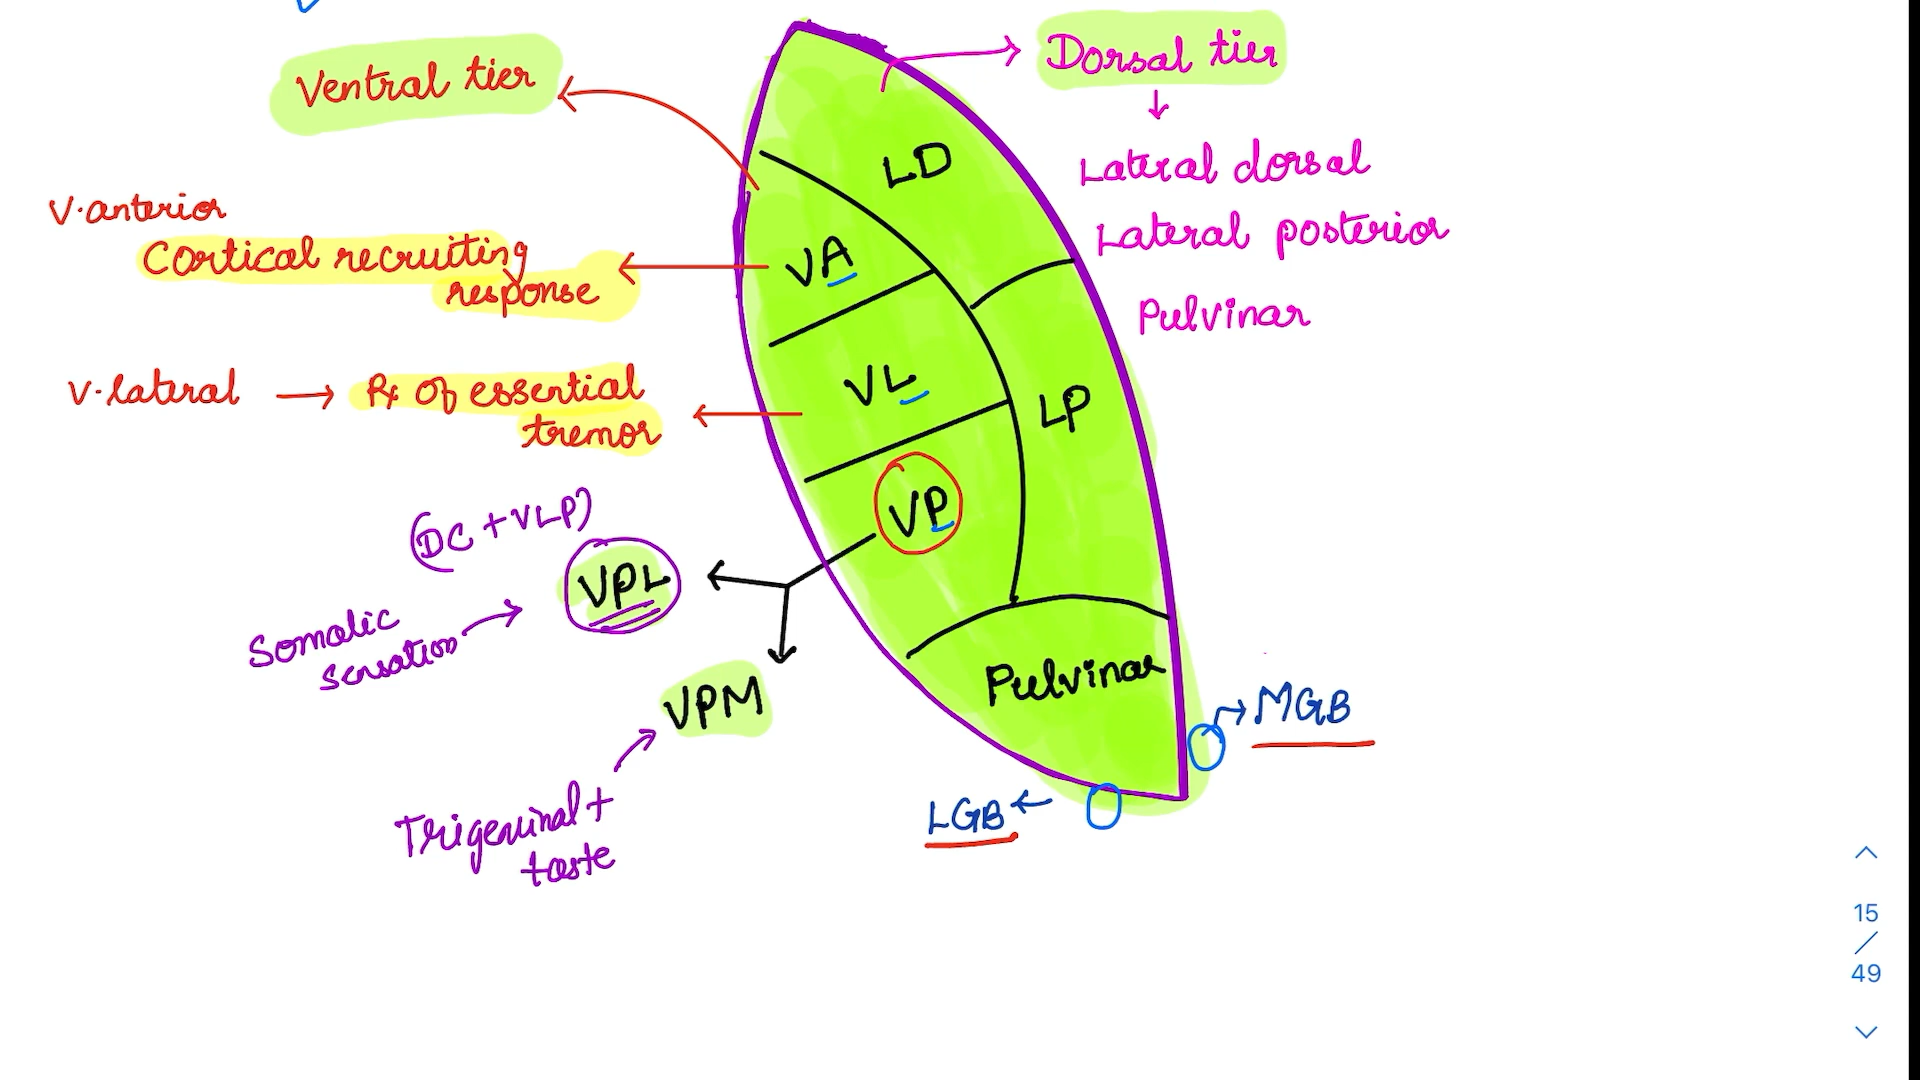 Ventral tier
Dorsal tier
Lateral dorsal
Lateral posterior
Pulvinar
V.anterior
Cortical recruiting
response
V.lateral → Rx of essential
tremor
LD
VA
VL
LP
VP
(DC + VLP)
VPL
Somatic
sensation
VPM
Trigeminal +
taste
Pulvinar
MGB
LGB
15
/
49